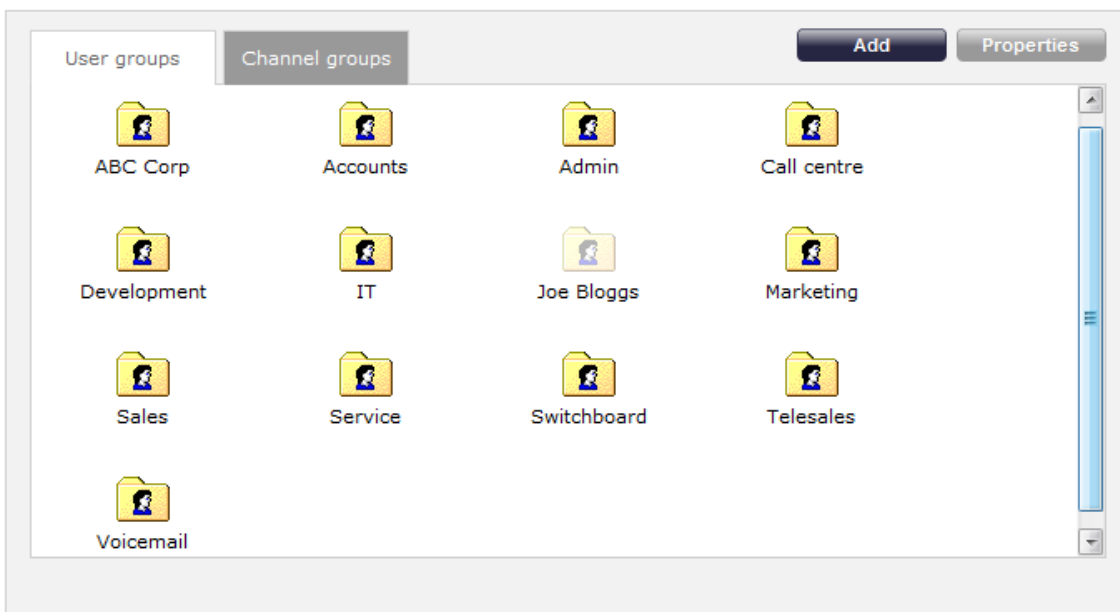 User groups
Channel groups
Add
Properties
ABC Corp
Accounts
Admin
Call centre
Development
IT
Joe Bloggs
Marketing
Sales
Service
Switchboard
Telesales
Voicemail